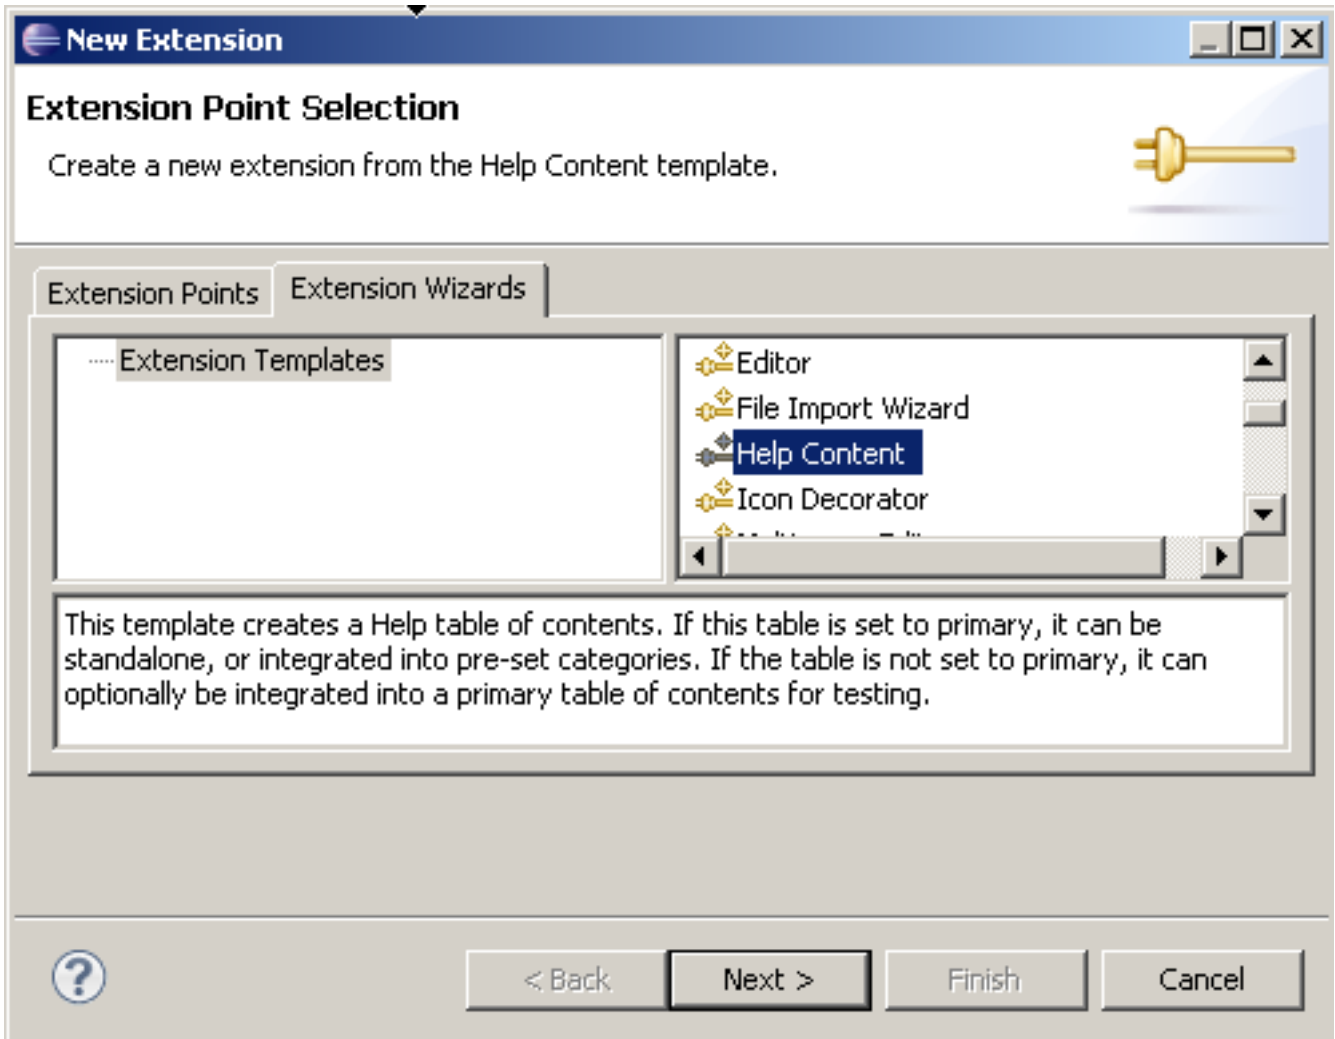 New Extension
Extension Point Selection
Create a new extension from the Help Content template.
Extension Points
Extension Wizards
Extension Templates
Editor
File Import Wizard
Help Content
Icon Decorator
This template creates a Help table of contents. If this table is set to primary, it can be
standalone, or integrated into pre-set categories. If the table is not set to primary, it can
optionally be integrated into a primary table of contents for testing.
?
< Back
Next >
Finish
Cancel